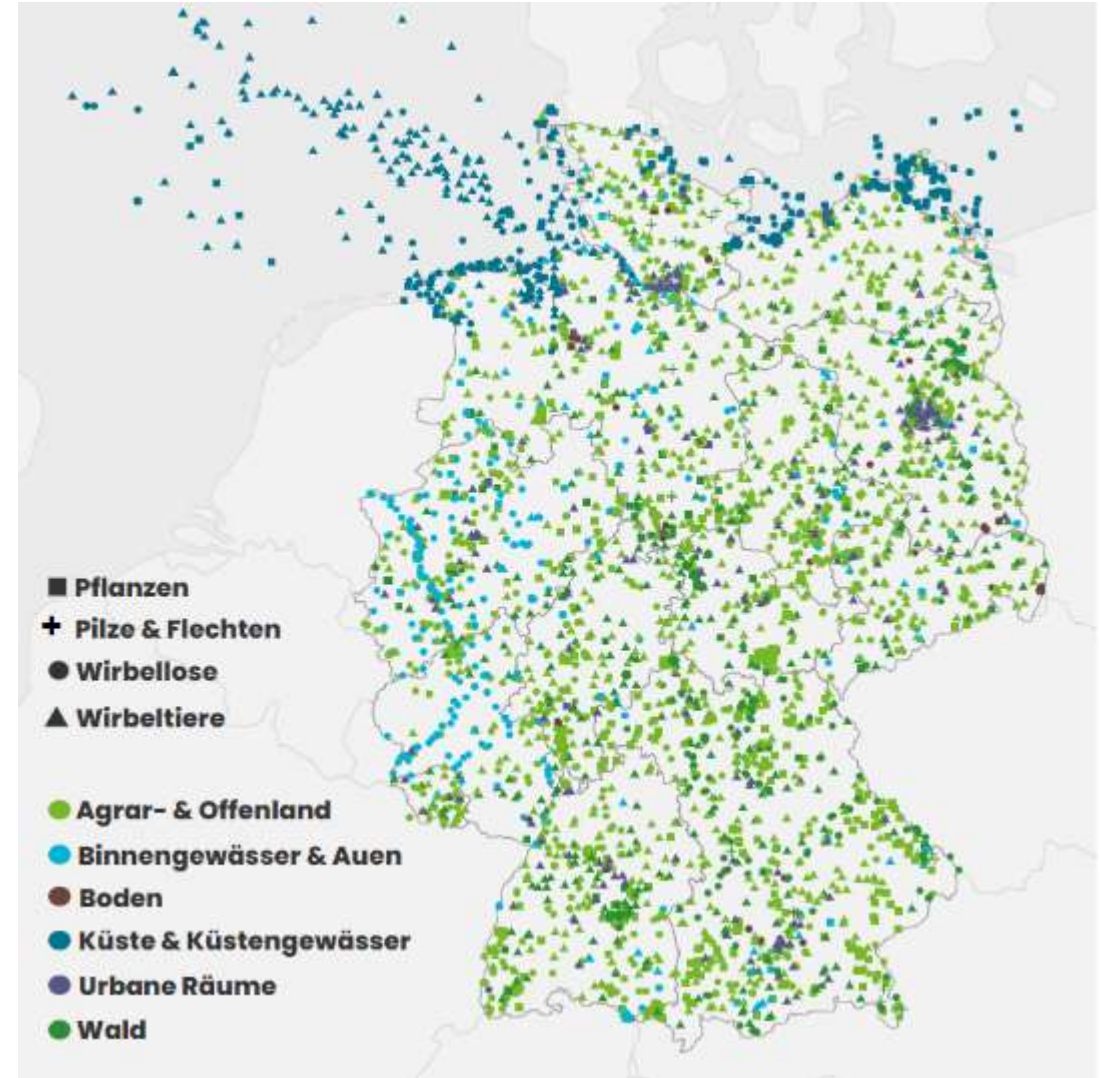 Pflanzen
Pilze & Flechten
Wirbellose
Wirbeltiere
Agrar- & Offenland
Binnengewässer & Auen
Boden
Küste & Küstengewässer
Urbane Räume
Wald